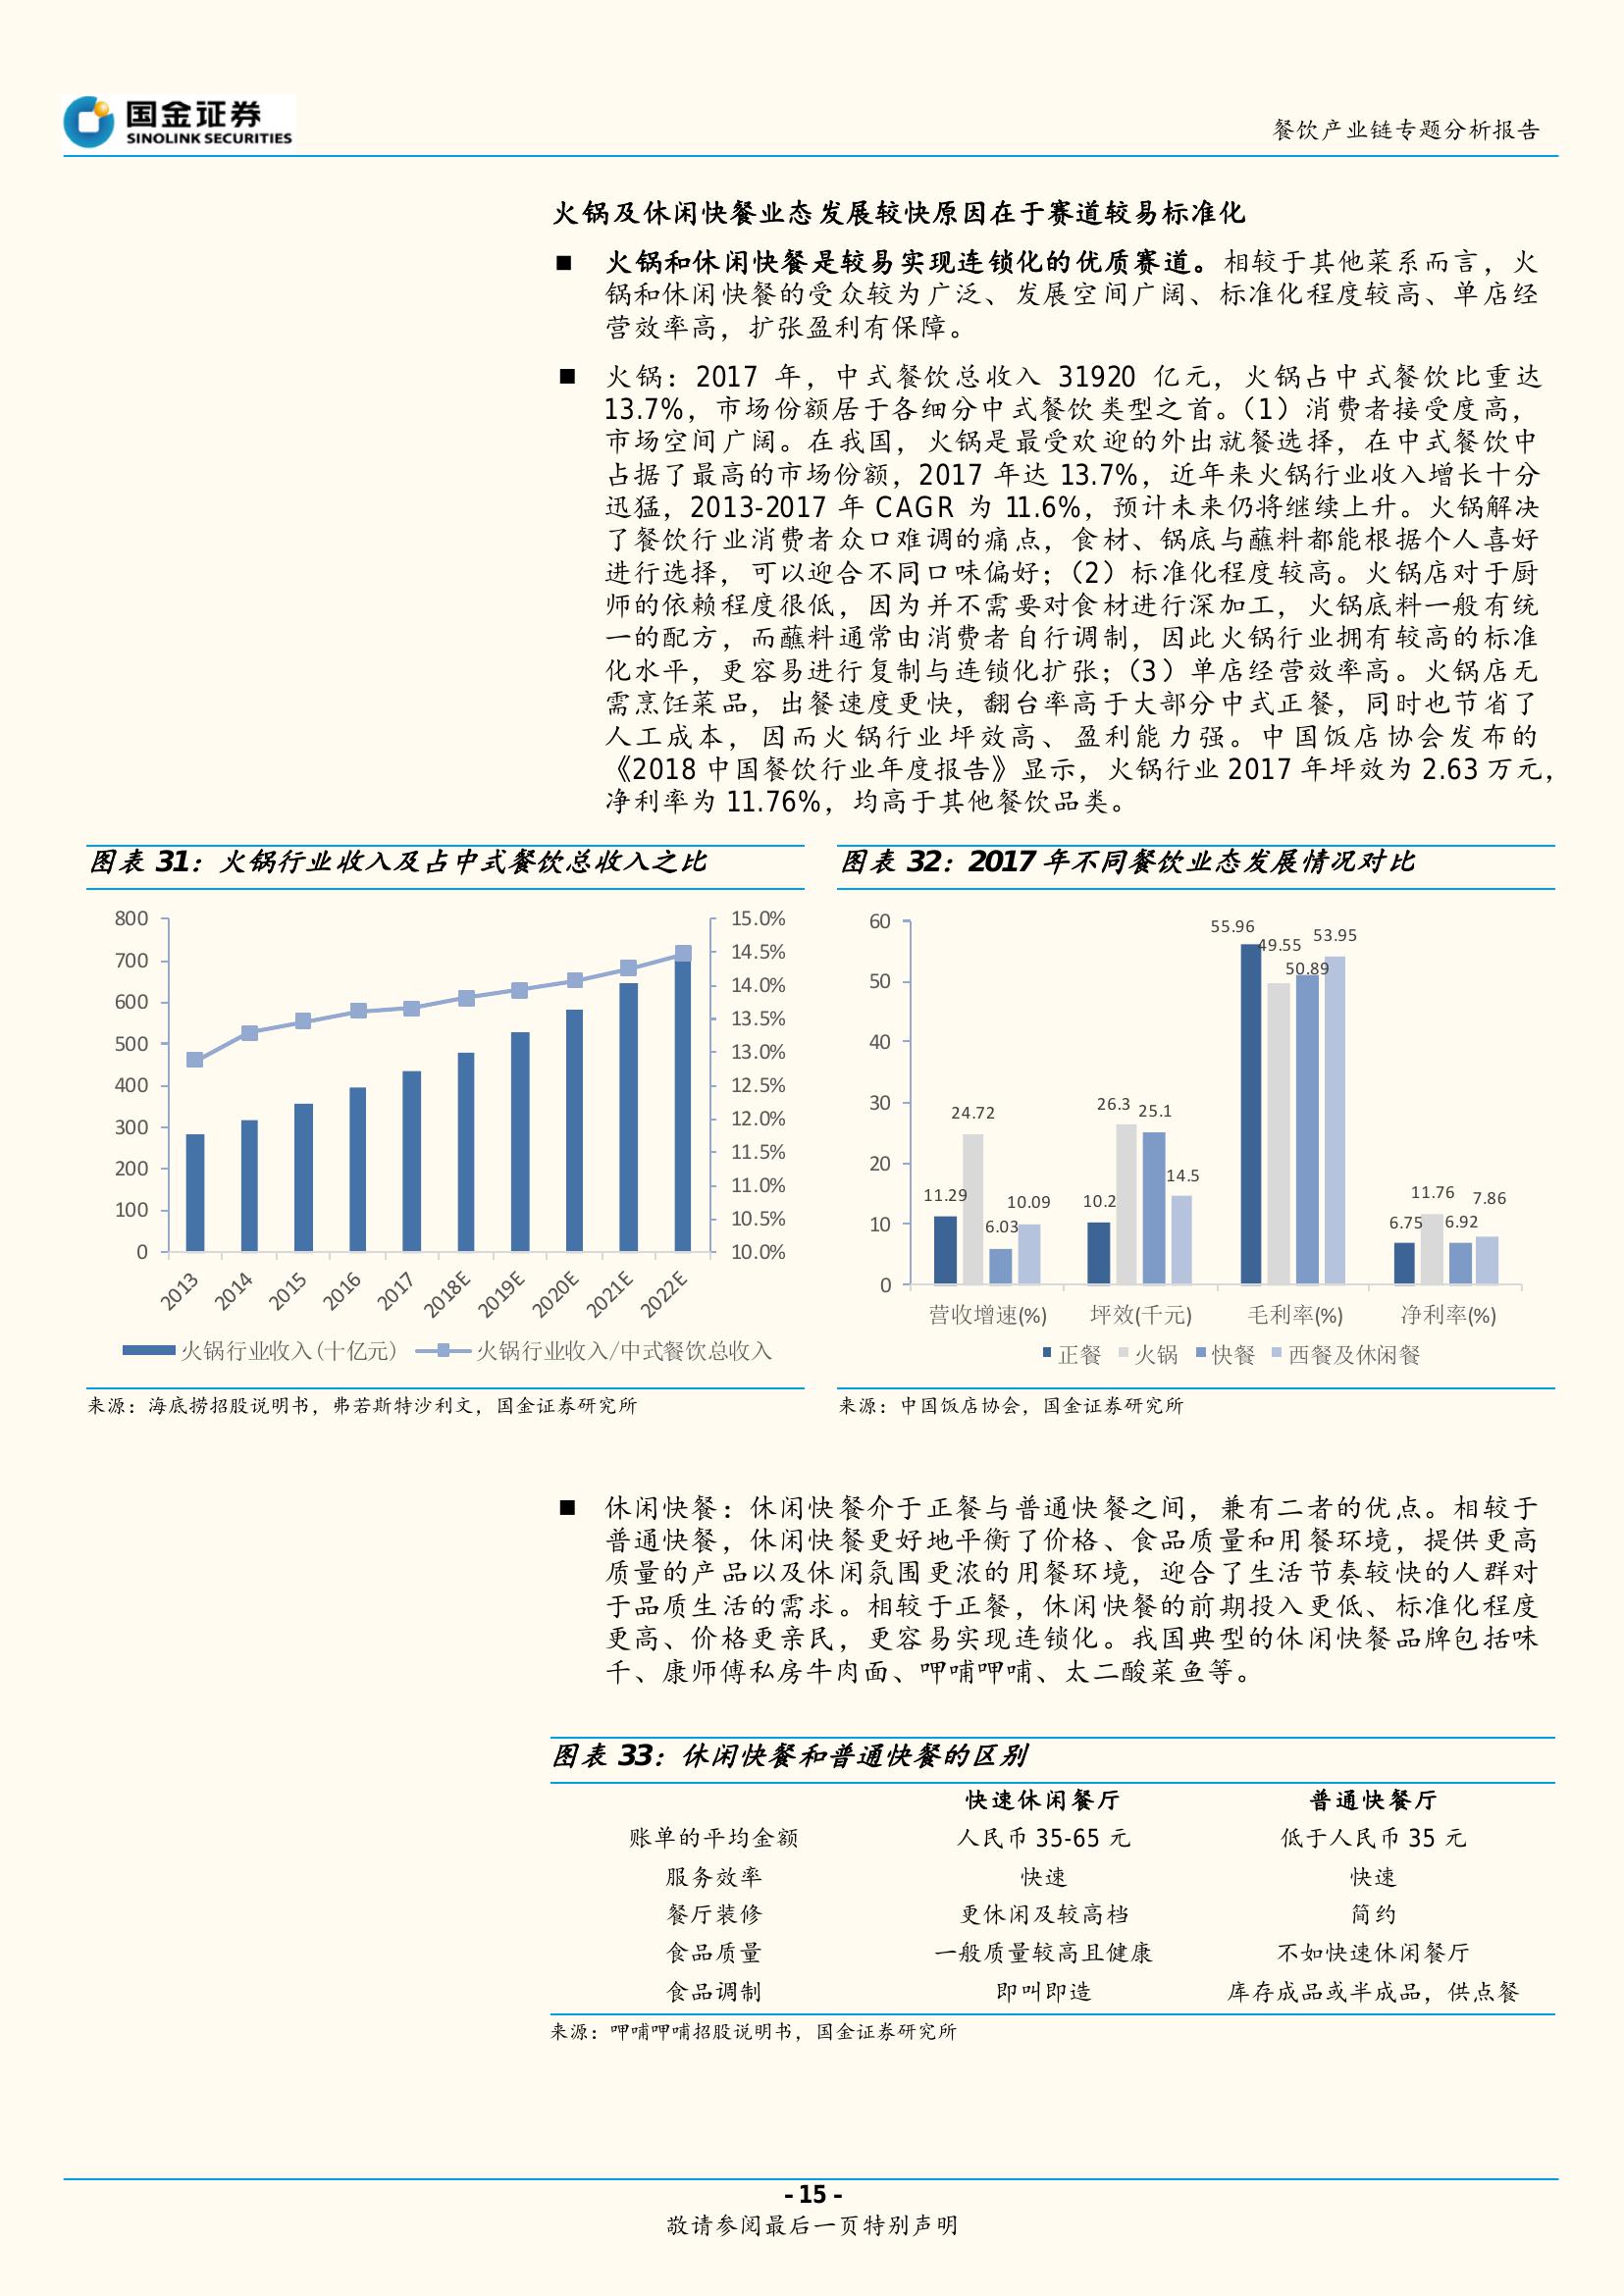 国金证券
SINOLINK SECURITIES
餐饮产业链专题分析报告
火锅及休闲快餐业态发展较快原因在于赛道较易标准化
■ 火锅和休闲快餐是较易实现连锁化的优质赛道。相较于其他菜系而言，火
锅和休闲快餐的受众较为广泛、发展空间广阔、标准化程度较高、单店经
营效率高，扩张盈利有保障。
■ 火锅：2017 年，中式餐饮总收入 31920 亿元，火锅占中式餐饮比重达
13.7%，市场份额居于各细分中式餐饮类型之首。（1）消费者接受度高，
市场空间广阔。在我国，火锅是最受欢迎的外出就餐选择，在中式餐饮中
占据了最高的市场份额，2017 年达 13.7%，近年来火锅行业收入增长十分
迅猛，2013-2017 年 CAGR 为 11.6%，预计未来仍将继续上升。火锅解决
了餐饮行业消费者众口难调的痛点，食材、锅底与蘸料都能根据个人喜好
进行选择，可以迎合不同口味偏好；（2）标准化程度较高。火锅店对于厨
师的依赖程度很低，因为并不需要对食材进行深加工，火锅底料一般有统
一的配方，而蘸料通常由消费者自行调制，因此火锅行业拥有较高的标准
化水平，更容易进行复制与连锁化扩张；（3）单店经营效率高。火锅店无
需烹饪菜品，出餐速度更快，翻台率高于大部分中式正餐，同时也节省了
人工成本，因而火锅行业坪效高、盈利能力强。中国饭店协会发布的
《2018 中国餐饮行业年度报告》显示，火锅行业 2017 年坪效为 2.63 万元，
净利率为 11.76%，均高于其他餐饮品类。
图表 31：火锅行业收入及占中式餐饮总收入之比
800
700
600
500
400
300
200
100
0
15.0%
14.5%
14.0%
13.5%
13.0%
12.5%
12.0%
11.5%
11.0%
10.5%
10.0%
2013 2014 2015 2016 2017 2018E 2019E 2020E 2021E 2022E
火锅行业收入(十亿元) 火锅行业收入/中式餐饮总收入
来源：海底捞招股说明书，弗若斯特沙利文，国金证券研究所
图表 32：2017 年不同餐饮业态发展情况对比
60
50
40
30
20
10
0
11.29 24.72 6.03 10.09
10.2 26.3 25.1 14.5
55.96 49.55 50.89 53.95
6.75 11.76 6.92 7.86
营收增速(%) 坪效(千元) 毛利率(%) 净利率(%)
正餐 火锅 快餐 西餐及休闲餐
来源：中国饭店协会，国金证券研究所
■ 休闲快餐：休闲快餐介于正餐与普通快餐之间，兼有二者的优点。相较于
普通快餐，休闲快餐更好地平衡了价格、食品质量和用餐环境，提供更高
质量的产品以及休闲氛围更浓的用餐环境，迎合了生活节奏较快的人群对
于品质生活的需求。相较于正餐，休闲快餐的前期投入更低、标准化程度
更高、价格更亲民，更容易实现连锁化。我国典型的休闲快餐品牌包括味
千、康师傅私房牛肉面、呷哺呷哺、太二酸菜鱼等。
图表 33：休闲快餐和普通快餐的区别
快速休闲餐厅 普通快餐厅
账单的平均金额 人民币 35-65 元 低于人民币 35 元
服务效率 快速 快速
餐厅装修 更休闲及较高档 简约
食品质量 一般质量较高且健康 不如快速休闲餐厅
食品调制 即叫即造 库存成品或半成品，供点餐
来源：呷哺呷哺招股说明书，国金证券研究所
- 15 -
敬请参阅最后一页特别声明